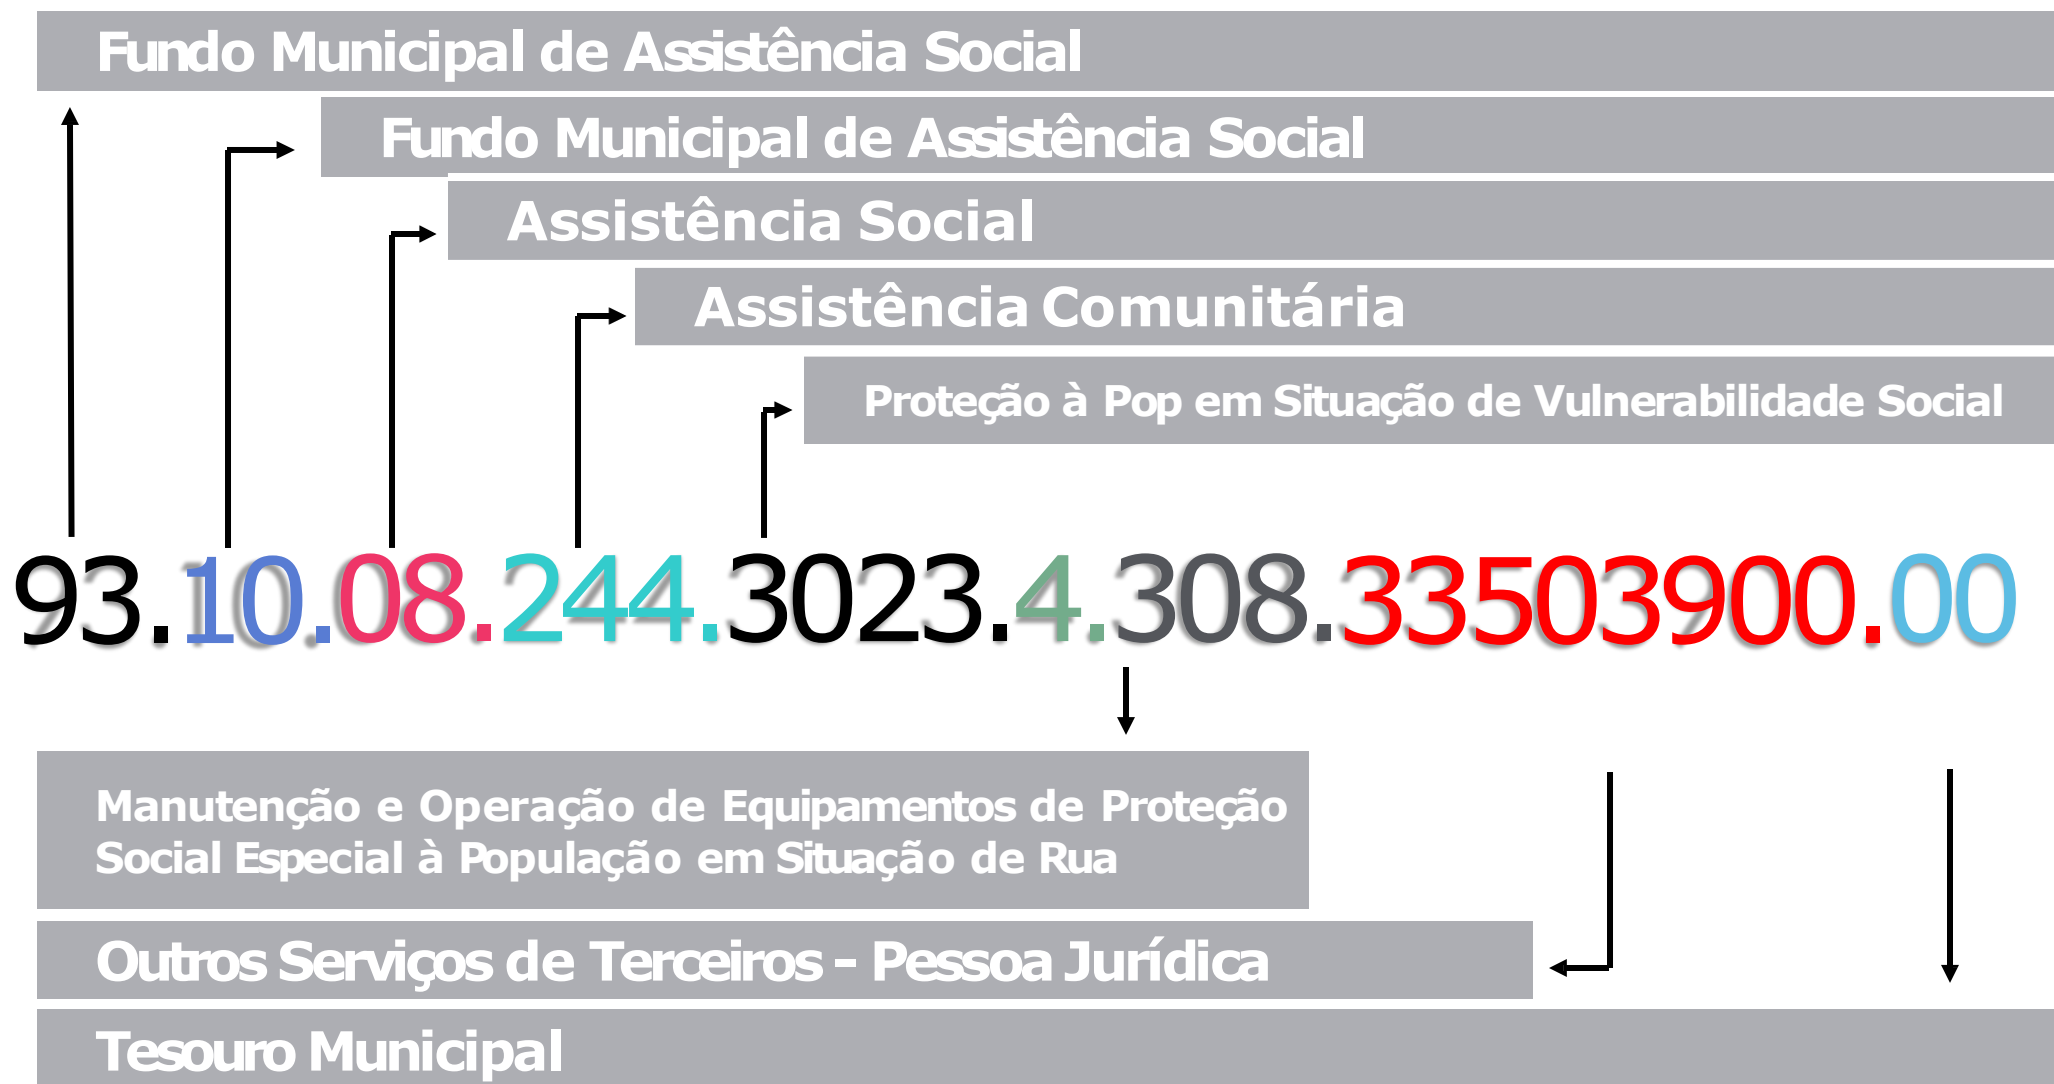 Fundo Municipal de Assistência Social
Fundo Municipal de Assistência Social
Assistência Social
Assistência Comunitária
Proteção à Pop em Situação de Vulnerabilidade Social
93.10.08.244.3023.4.308.33503900.00
Manutenção e Operação de Equipamentos de Proteção
Social Especial à População em Situação de Rua
Outros Serviços de Terceiros - Pessoa Jurídica
Tesouro Municipal